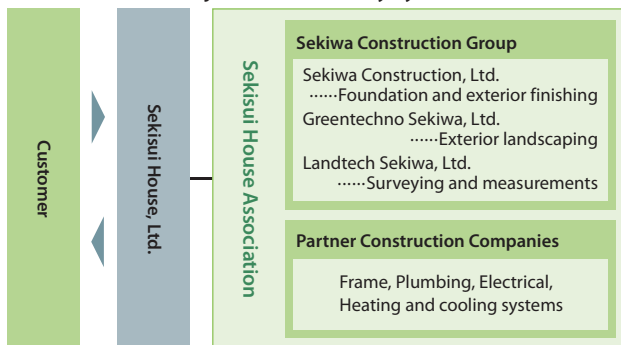 Customer
Sekisui House, Ltd.
Sekisui House Association
Sekiwa Construction Group
Sekiwa Construction, Ltd.
······Foundation and exterior finishing
Greentechno Sekiwa, Ltd.
······Exterior landscaping
Landtech Sekiwa, Ltd.
······Surveying and measurements
Partner Construction Companies
Frame, Plumbing, Electrical,
Heating and cooling systems